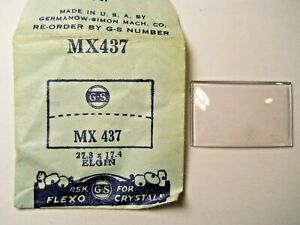 MADE IN U. S. A. BY
GERMANOW-SIMON MACH. CO.
RE-ORDER BY G-S NUMBER
MX437
G-S
MX 437
27.8 x 17.4
ELGIN
ASK G-S FOR
FLEXO CRYSTALS